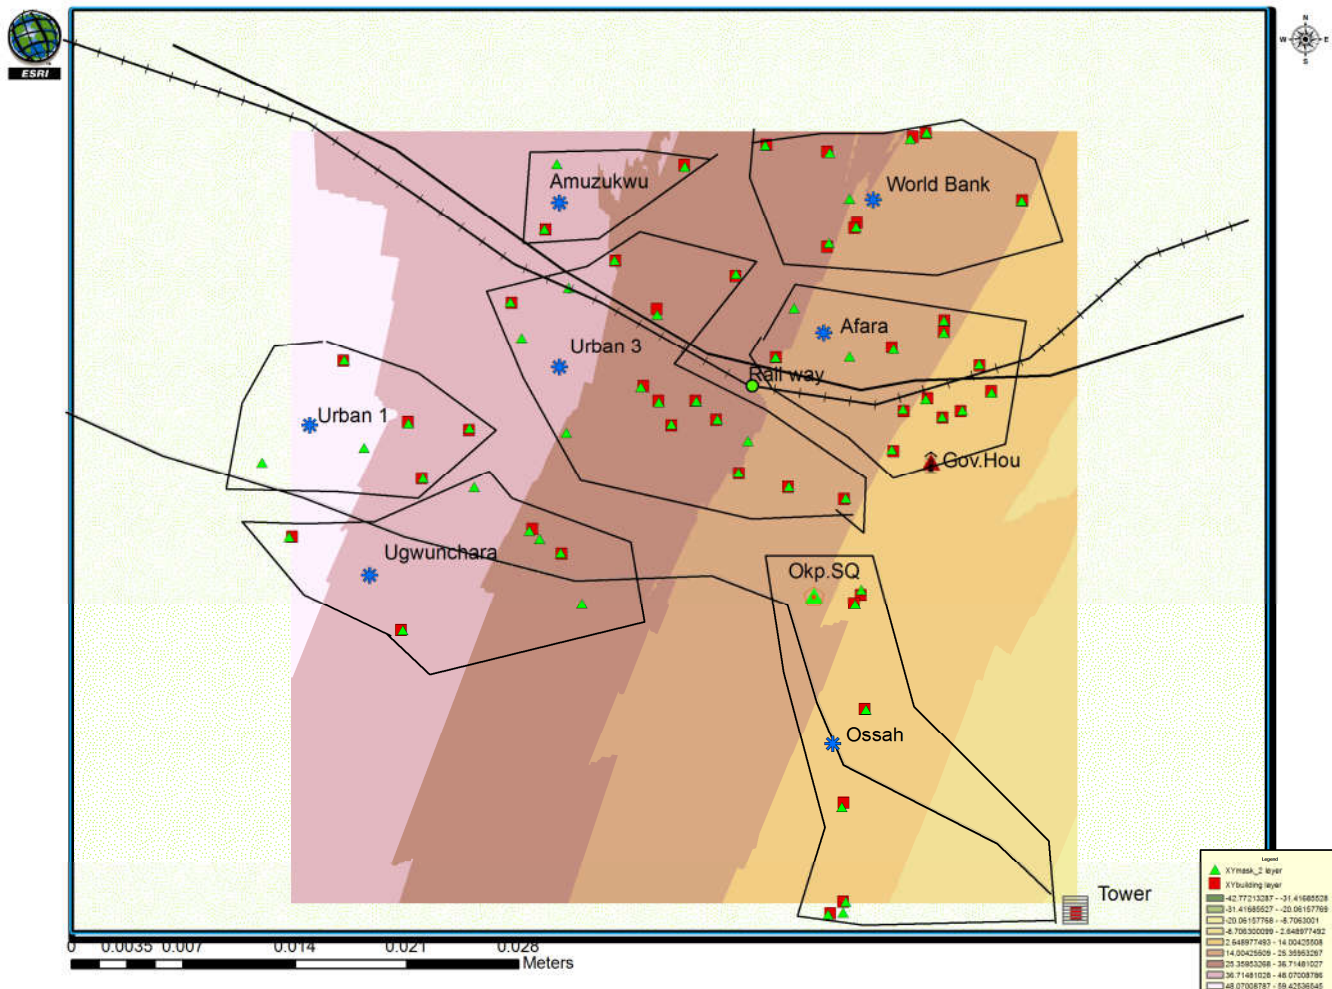 ESRI
N
W E
S
Amuzukwu
World Bank
Afara
Urban 3
Rail way
Urban 1
Gov.Hou
Ugwunchara
Okp.SQ
Ossah
Tower
0 0.0035 0.007 0.014 0.021 0.028
Meters
Legend
XYmask_2 layer
XYbuilding layer
-42.77213287 - -31.41685528
-31.41685527 - -20.06157769
-20.06157768 - -8.7063001
-8.706300099 - 2.648977492
2.648977493 - 14.00425508
14.00425509 - 25.35953267
25.35953268 - 36.71481027
36.71481028 - 48.07008786
48.07008787 - 59.42536545